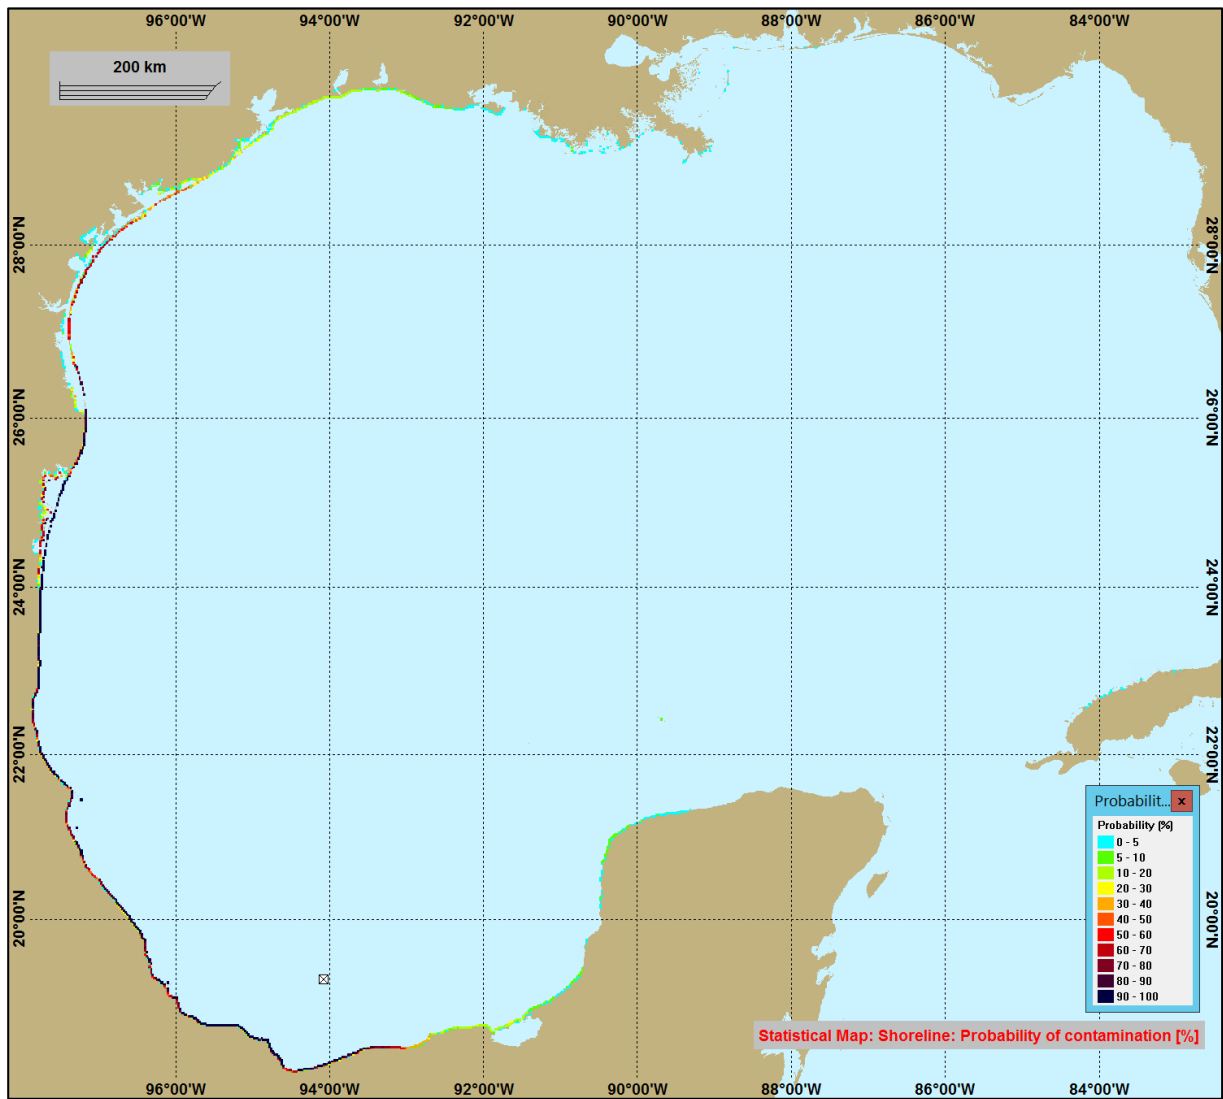 96°00'W 94°00'W 92°00'W 90°00'W 88°00'W 86°00'W 84°00'W
200 km
28°00'N
28°00'N
26°00'N
26°00'N
24°00'N
24°00'N
22°00'N
22°00'N
Probabilit... x
Probability (%)
0 - 5
5 - 10
10 - 20
20 - 30
30 - 40
40 - 50
50 - 60
60 - 70
70 - 80
80 - 90
90 - 100
20°00'N
20°00'N
Statistical Map: Shoreline: Probability of contamination [%]
96°00'W 94°00'W 92°00'W 90°00'W 88°00'W 86°00'W 84°00'W